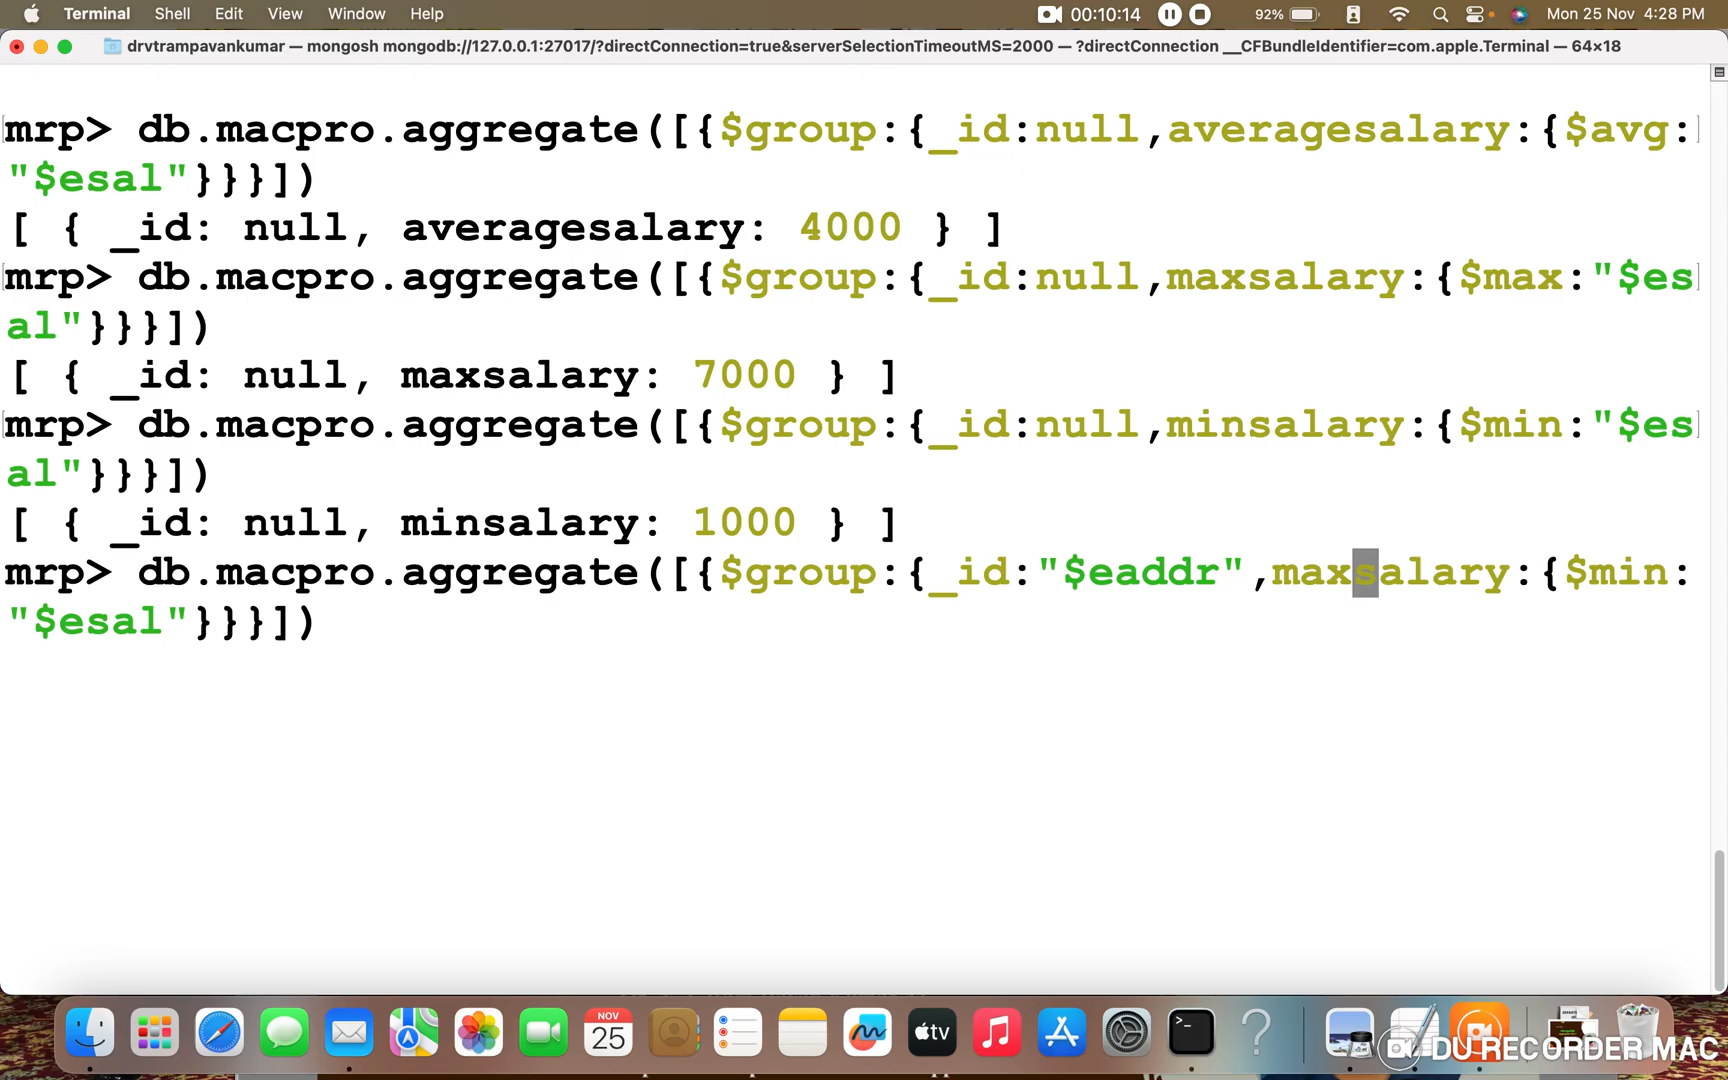 Terminal Shell Edit View Window Help 00:10:14 92% Mon 25 Nov 4:28 PM
drvtrampavankumar — mongosh mongodb://127.0.0.1:27017/?directConnection=true&serverSelectionTimeoutMS=2000 — ?directConnection __CFBundleIdentifier=com.apple.Terminal — 64×18
mrp> db.macpro.aggregate([{$group:{_id:null,averagesalary:{$avg:
"$esal"}}}])
[ { _id: null, averagesalary: 4000 } ]
mrp> db.macpro.aggregate([{$group:{_id:null,maxsalary:{$max:"$es
al"}}}])
[ { _id: null, maxsalary: 7000 } ]
mrp> db.macpro.aggregate([{$group:{_id:null,minsalary:{$min:"$es
al"}}}])
[ { _id: null, minsalary: 1000 } ]
mrp> db.macpro.aggregate([{$group:{_id:"$eaddr",maxsalary:{$min:
"$esal"}}}])
NOV
25
tv
>_
DU RECORDER MAC